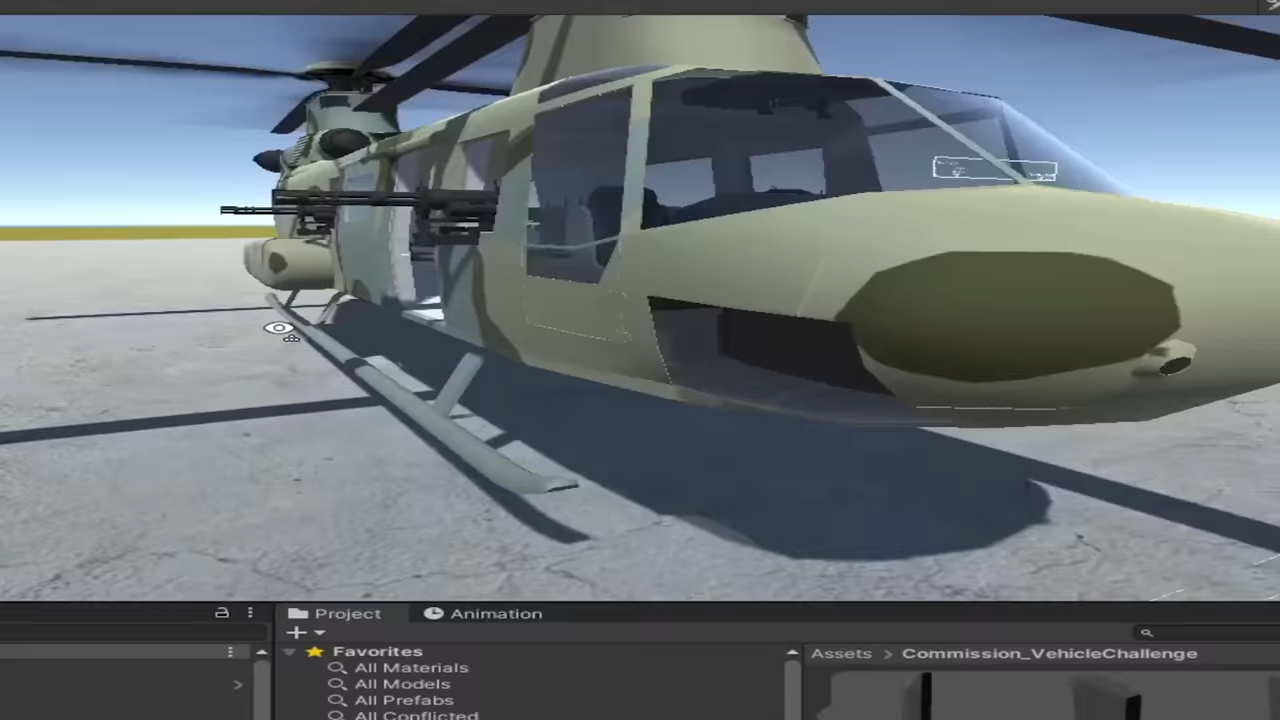 Project
Animation
Favorites
Assets > Commission_VehicleChallenge
All Materials
All Models
All Prefabs
All Conflicted